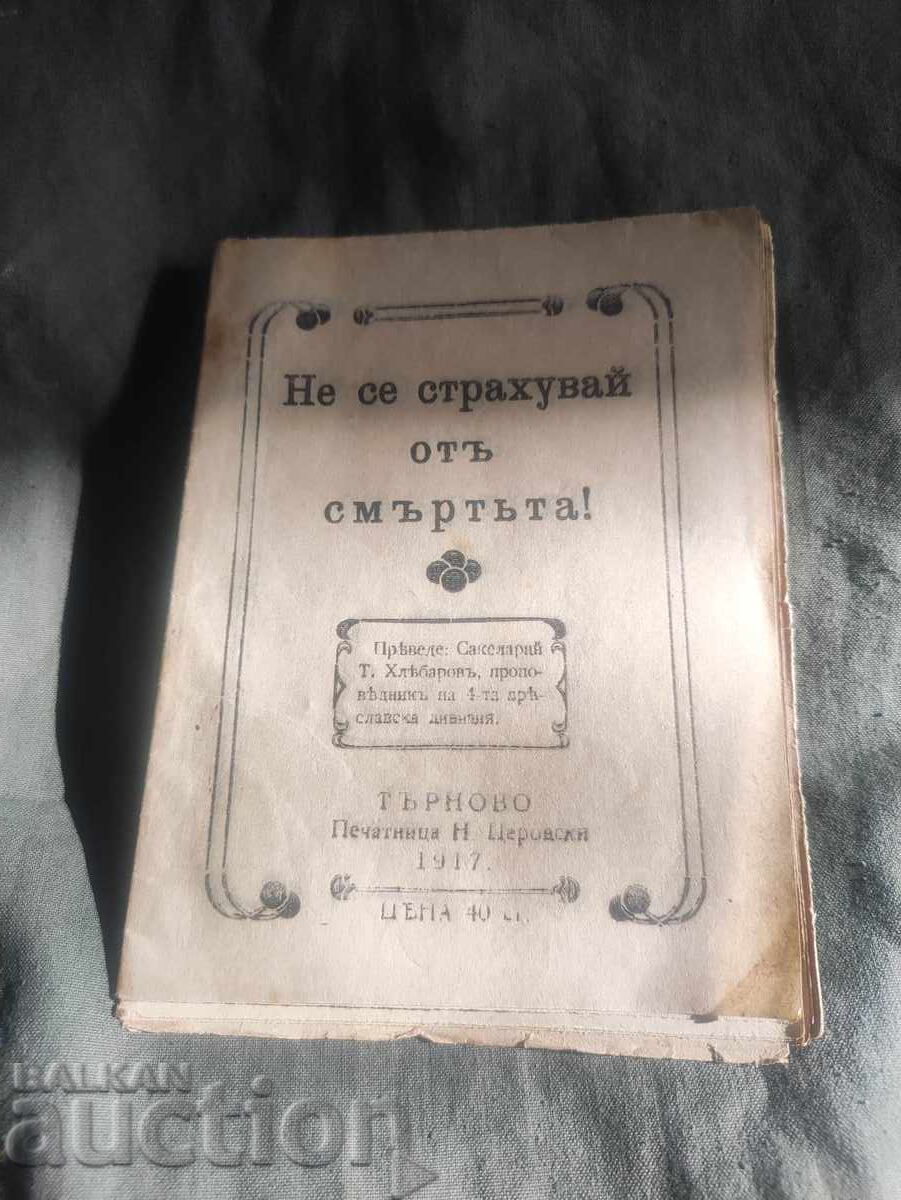 Не се страхувай
отъ
смъртьта!
Прѣведе: Сакеларий
Т. Хлѣбаровъ, пропо-
вѣдникъ на 4-та прѣ-
славска дивизия.
ТЪРНОВО
Печатница Н. Церовски
1917.
ЦѢНА 40 ст.
BALKAN
auction